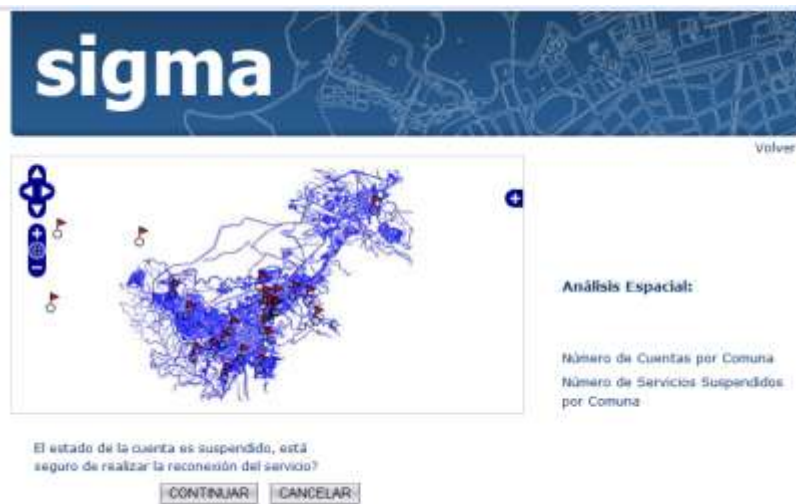 sigma
Volver
Análisis Espacial:
Número de Cuentas por Comuna
Número de Servicios Suspendidos
por Comuna
El estado de la cuenta es suspendido, está
seguro de realizar la reconexión del servicio?
CONTINUAR CANCELAR